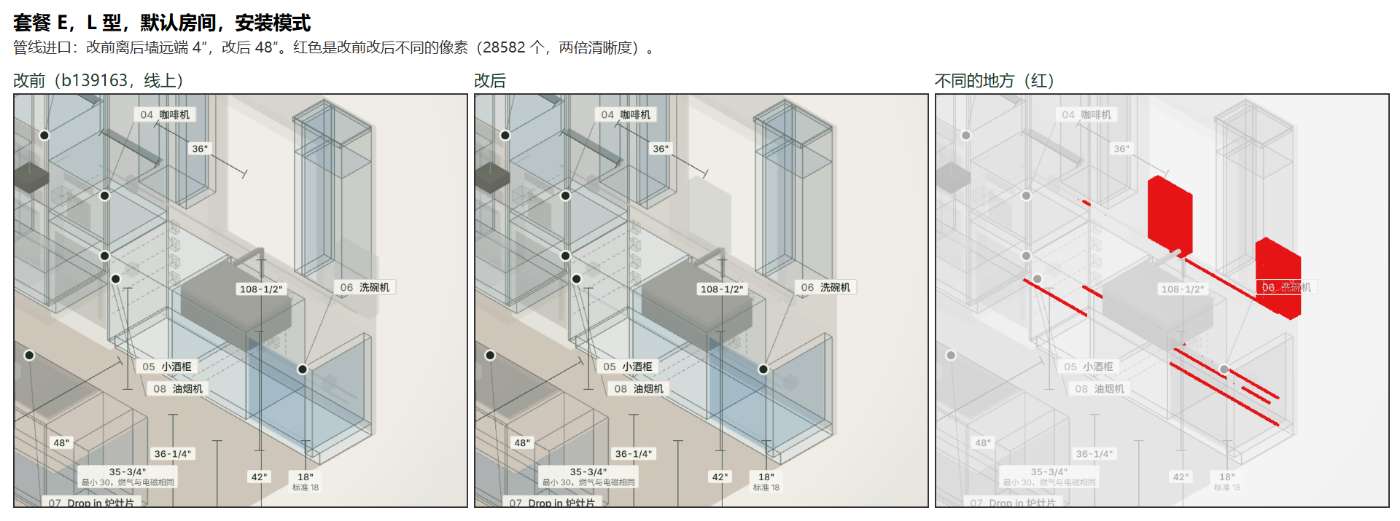 套餐 E，L 型，默认房间，安装模式
管线进口：改前离后墙远端 4″，改后 48″。红色是改前改后不同的像素（28582 个，两倍清晰度）。
改前（b139163，线上）
04 咖啡机
36"
108-1/2"
06 洗碗机
05 小酒柜
08 油烟机
48"
36-1/4"
35-3/4"
最小 30，燃气与电磁相同
42"
18"
标准 18
07 Drop in 炉灶片
改后
04 咖啡机
36"
108-1/2"
06 洗碗机
05 小酒柜
08 油烟机
48"
36-1/4"
35-3/4"
最小 30，燃气与电磁相同
42"
18"
标准 18
07 Drop in 炉灶片
不同的地方（红）
04 咖啡机
36"
108-1/2"
06 洗碗机
05 小酒柜
08 油烟机
48"
36-1/4"
35-3/4"
最小 30，燃气与电磁相同
42"
18"
标准 18
07 Drop in 炉灶片